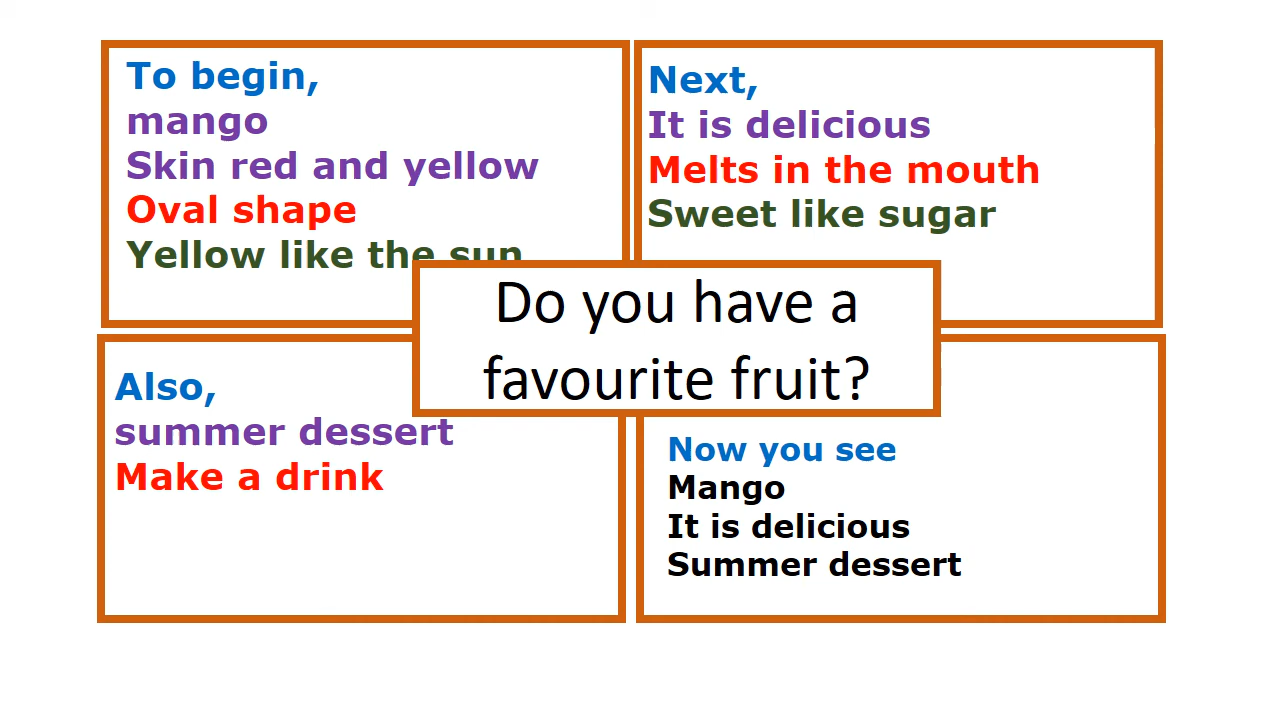 To begin,
mango
Skin red and yellow
Oval shape
Yellow like the sun
Next,
It is delicious
Melts in the mouth
Sweet like sugar
Do you have a
favourite fruit?
Also,
summer dessert
Make a drink
Now you see
Mango
It is delicious
Summer dessert